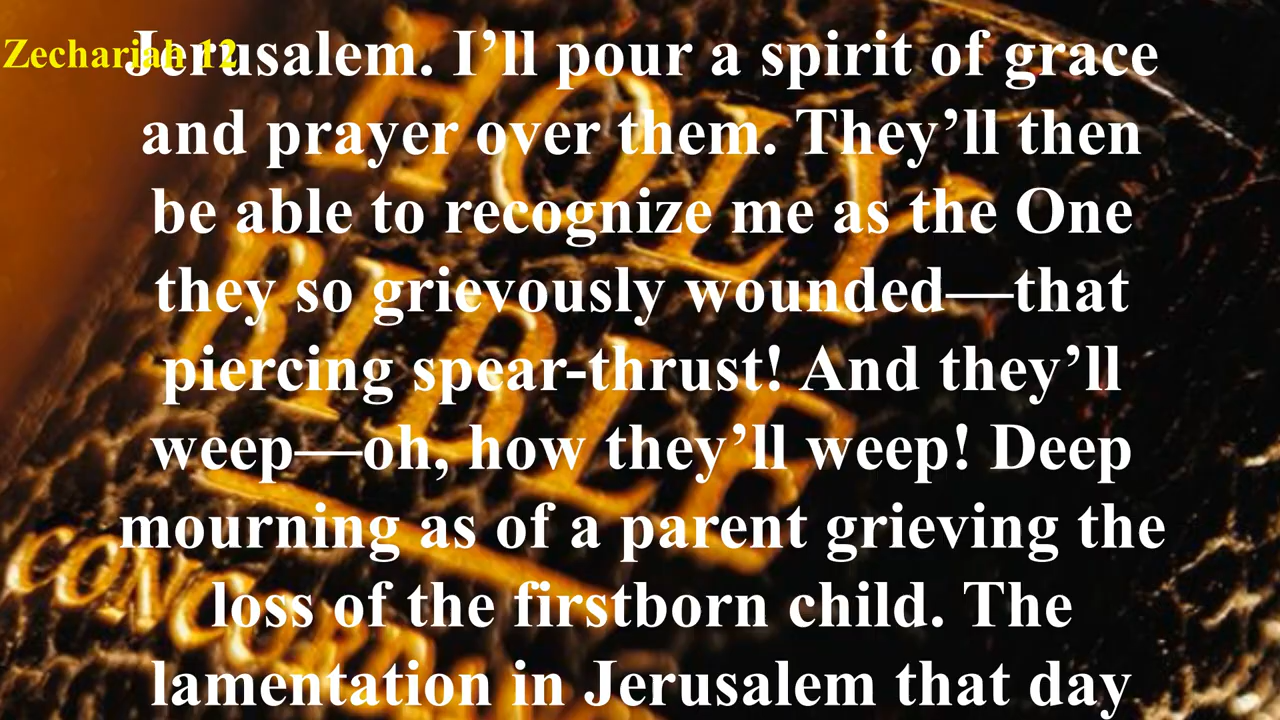 Zechariah 12
Jerusalem. I’ll pour a spirit of grace
and prayer over them. They’ll then
be able to recognize me as the One
they so grievously wounded—that
piercing spear-thrust! And they’ll
weep—oh, how they’ll weep! Deep
mourning as of a parent grieving the
loss of the firstborn child. The
lamentation in Jerusalem that day
HOLY
BIBLE